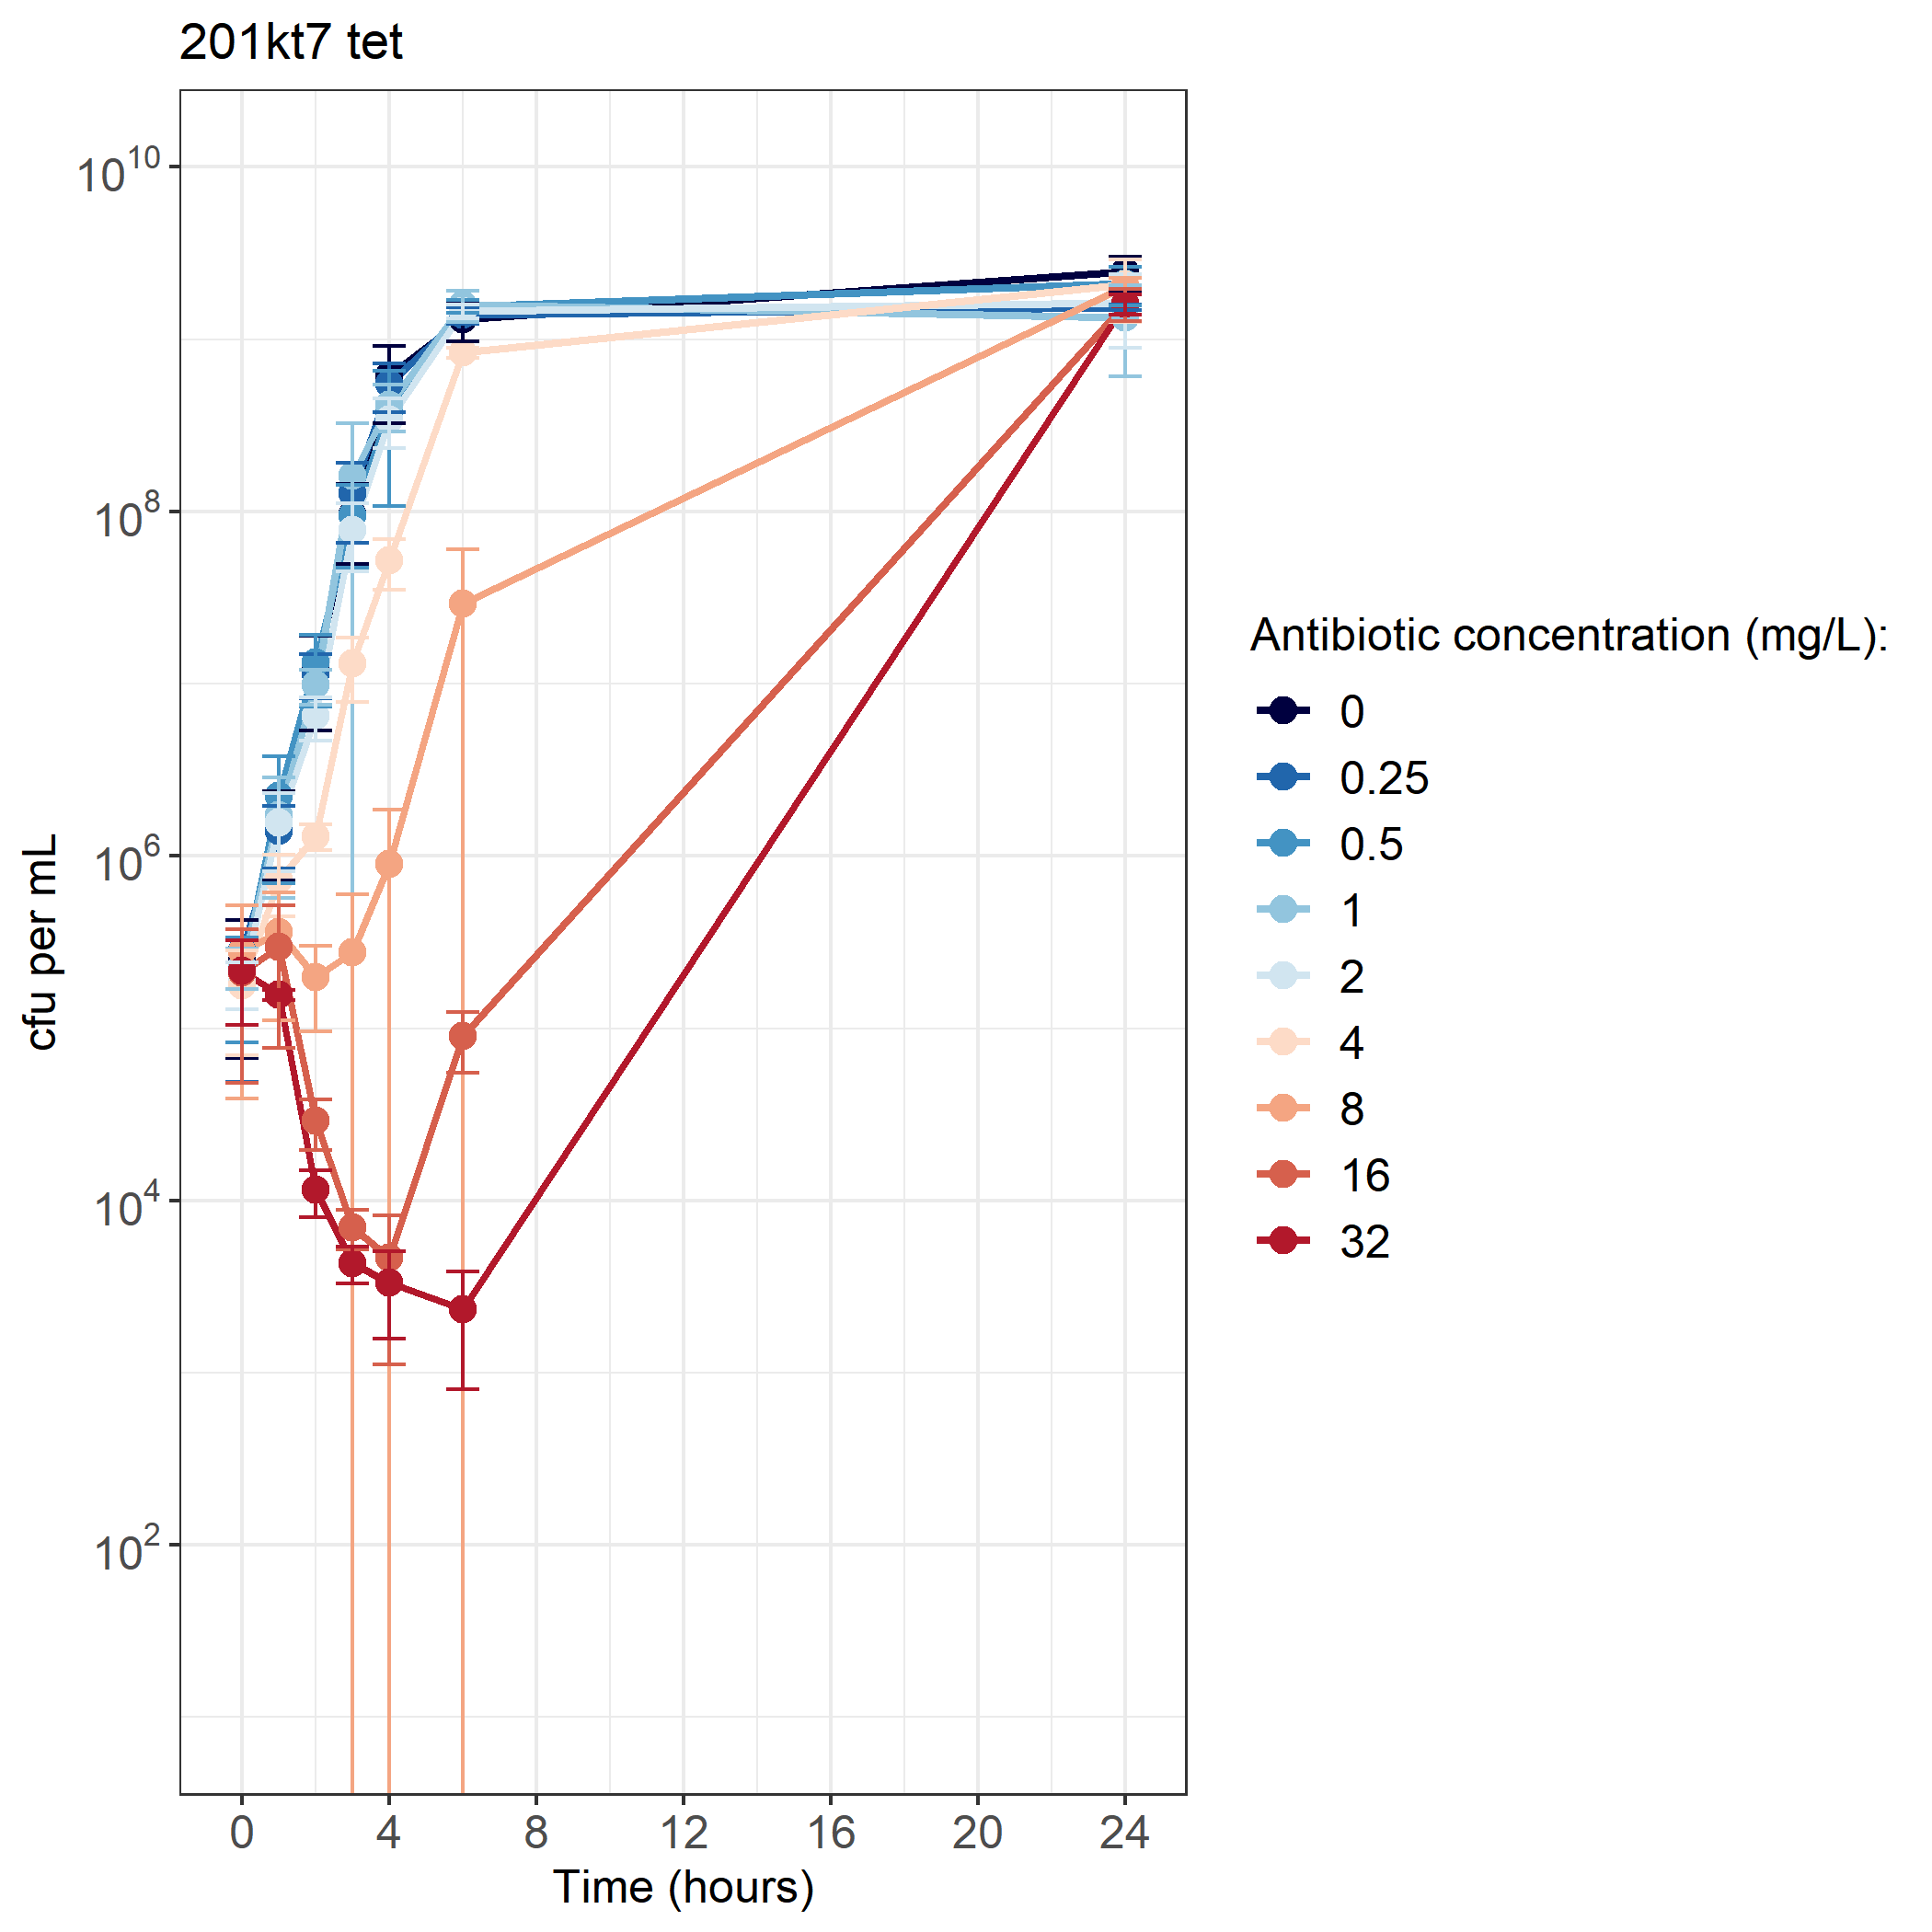 201kt7 tet
10^10
10^8
10^6
10^4
10^2
cfu per mL
0 4 8 12 16 20 24
Time (hours)
Antibiotic concentration (mg/L):
0
0.25
0.5
1
2
4
8
16
32